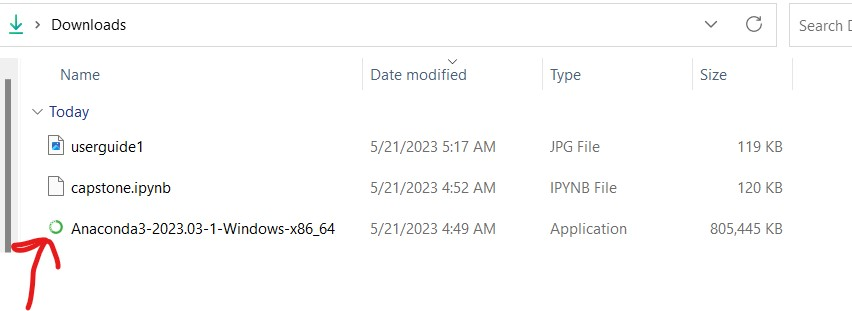 Downloads
Search D
Name Date modified Type Size
Today
userguide1 5/21/2023 5:17 AM JPG File 119 KB
capstone.ipynb 5/21/2023 4:52 AM IPYNB File 120 KB
Anaconda3-2023.03-1-Windows-x86_64 5/21/2023 4:49 AM Application 805,445 KB